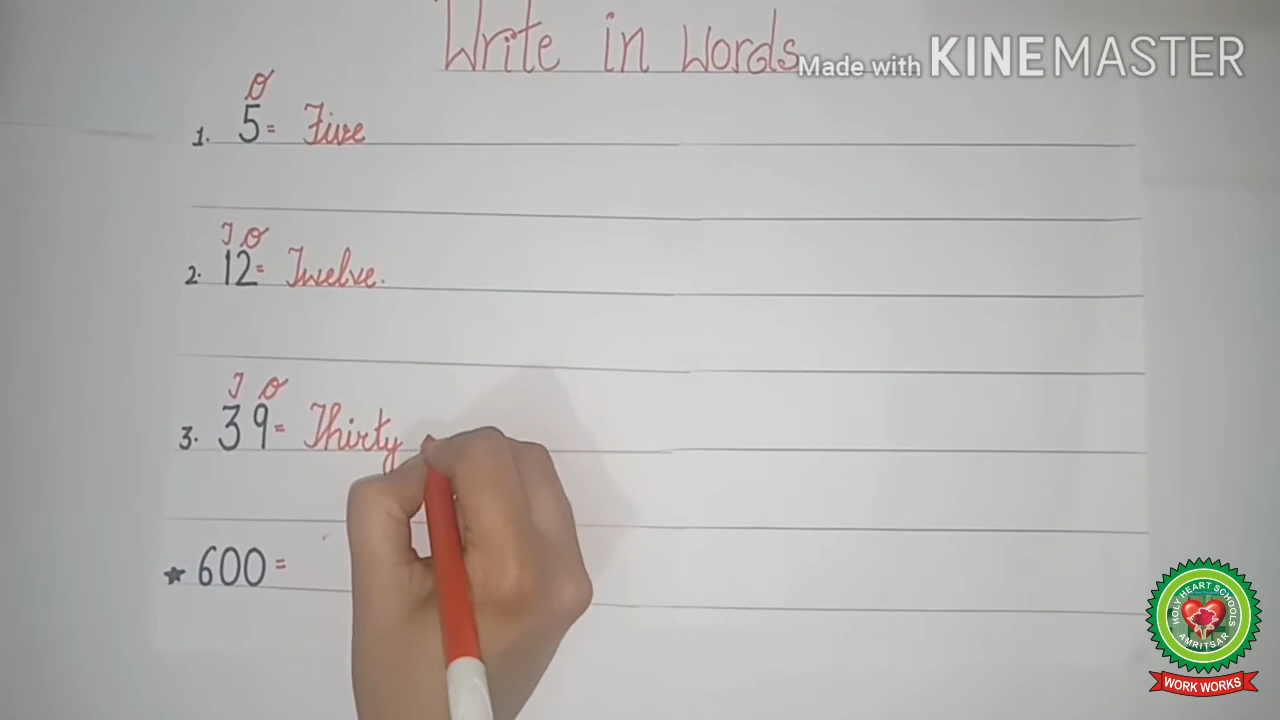 Write in Words
Made with KINEMASTER
O
1. 5 = Five
T O
2. 12 = Twelve.
T O
3. 39 = Thirty
★ 600 =
HOLY HEART SCHOOLS
AMRITSAR
WORK WORKS